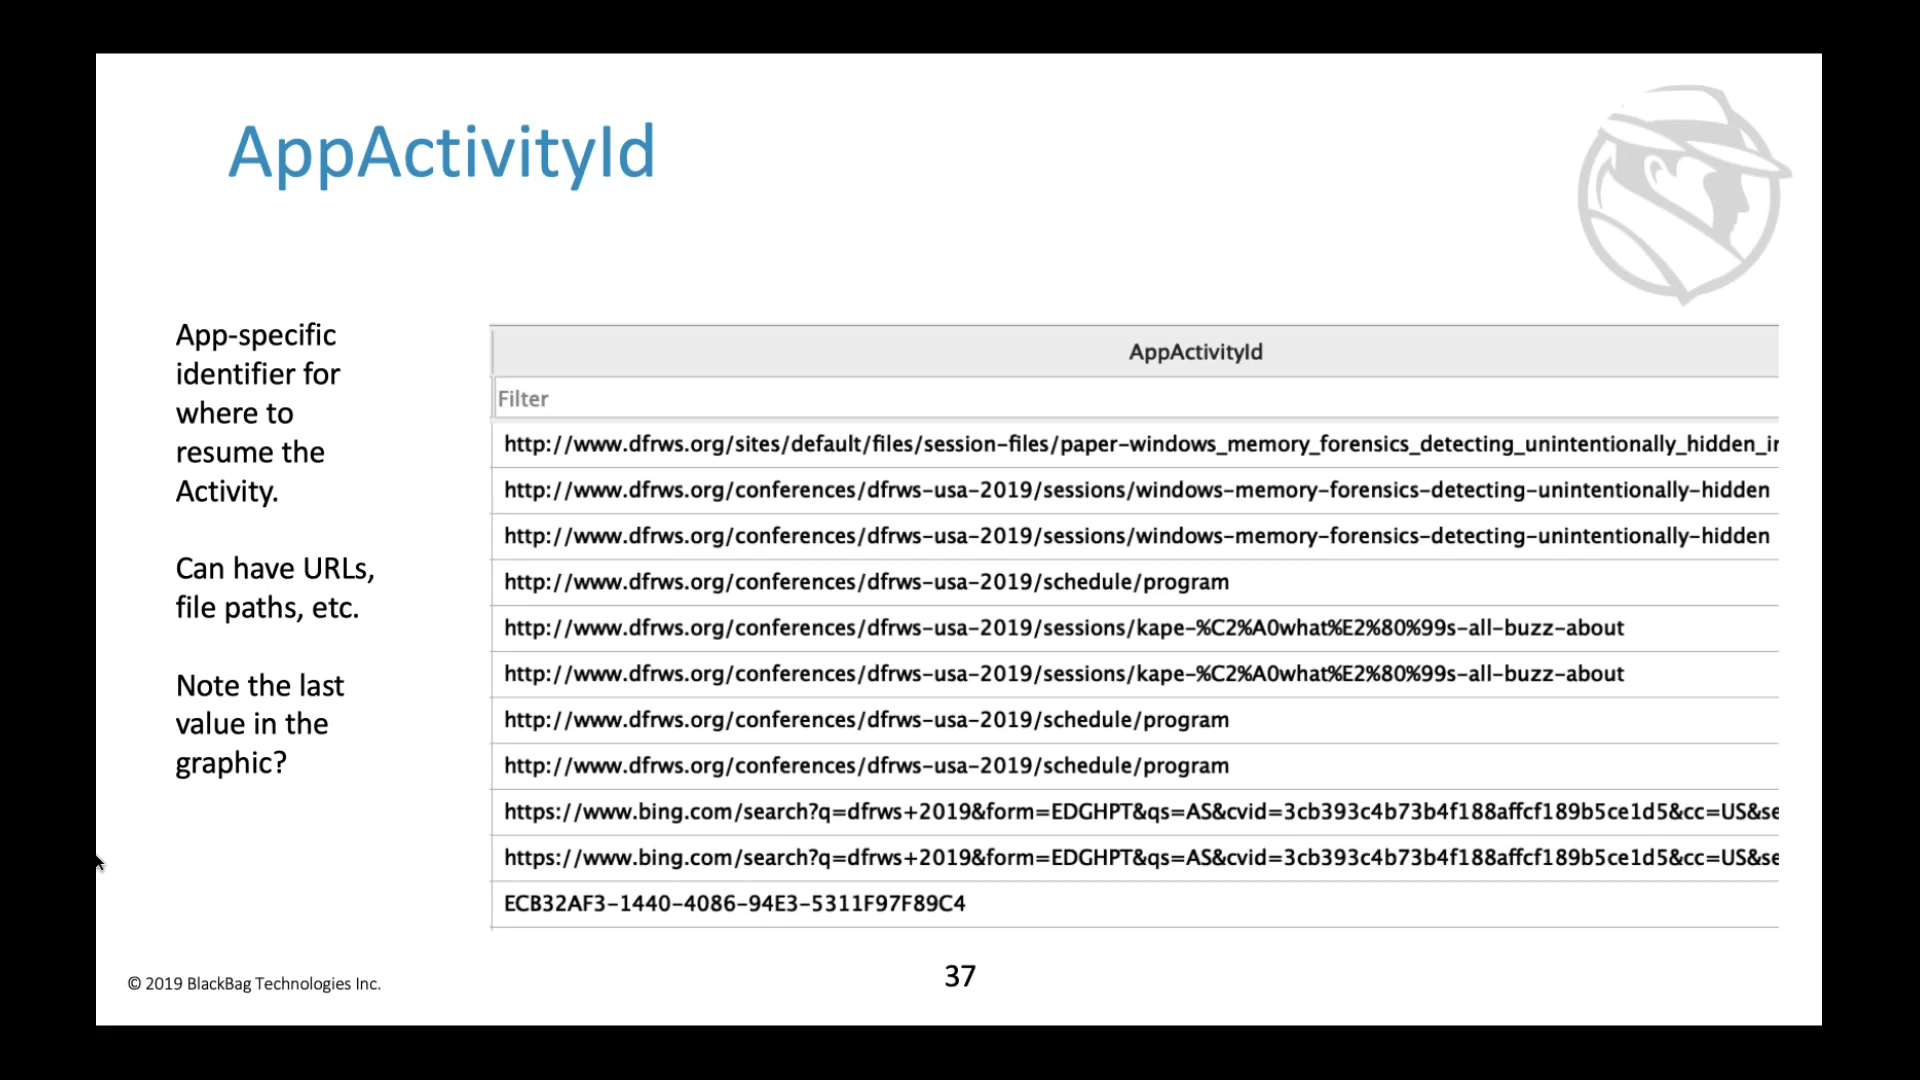 AppActivityId
App-specific
identifier for
where to
resume the
Activity.
Can have URLs,
file paths, etc.
Note the last
value in the
graphic?
AppActivityId
Filter
http://www.dfrws.org/sites/default/files/session-files/paper-windows_memory_forensics_detecting_unintentionally_hidden_in
http://www.dfrws.org/conferences/dfrws-usa-2019/sessions/windows-memory-forensics-detecting-unintentionally-hidden
http://www.dfrws.org/conferences/dfrws-usa-2019/sessions/windows-memory-forensics-detecting-unintentionally-hidden
http://www.dfrws.org/conferences/dfrws-usa-2019/schedule/program
http://www.dfrws.org/conferences/dfrws-usa-2019/sessions/kape-%C2%A0what%E2%80%99s-all-buzz-about
http://www.dfrws.org/conferences/dfrws-usa-2019/sessions/kape-%C2%A0what%E2%80%99s-all-buzz-about
http://www.dfrws.org/conferences/dfrws-usa-2019/schedule/program
http://www.dfrws.org/conferences/dfrws-usa-2019/schedule/program
https://www.bing.com/search?q=dfrws+2019&form=EDGHPT&qs=AS&cvid=3cb393c4b73b4f188affcf189b5ce1d5&cc=US&se
https://www.bing.com/search?q=dfrws+2019&form=EDGHPT&qs=AS&cvid=3cb393c4b73b4f188affcf189b5ce1d5&cc=US&se
ECB32AF3-1440-4086-94E3-5311F97F89C4
© 2019 BlackBag Technologies Inc.
37